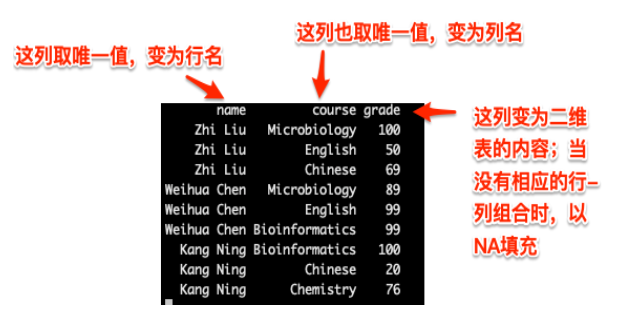 这列也取唯一值，变为列名
这列取唯一值，变为行名
name course grade
Zhi Liu Microbiology 100
Zhi Liu English 50
Zhi Liu Chinese 69
Weihua Chen Microbiology 89
Weihua Chen English 99
Weihua Chen Bioinformatics 99
Kang Ning Bioinformatics 100
Kang Ning Chinese 20
Kang Ning Chemistry 76
这列变为二维
表的内容；当
没有相应的行-
列组合时，以
NA填充